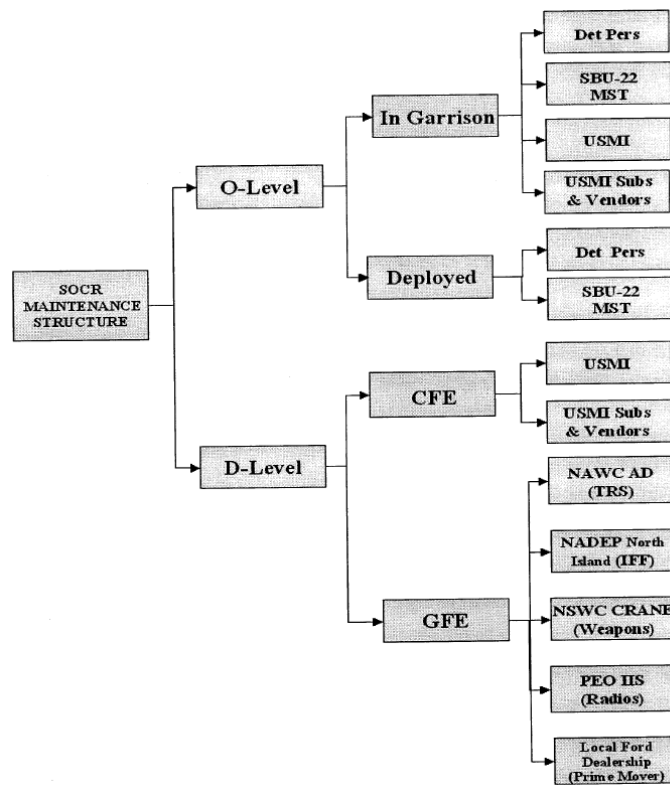 SOCR
MAINTENANCE
STRUCTURE
O-Level
In Garrison
Det Pers
SBU-22
MST
USMI
USMI Subs
& Vendors
Deployed
Det Pers
SBU-22
MST
D-Level
CFE
USMI
USMI Subs
& Vendors
GFE
NAWC AD
(TRS)
NADEP North
Island (IFF)
NSWC CRANE
(Weapons)
PEO IIS
(Radios)
Local Ford
Dealership
(Prime Mover)